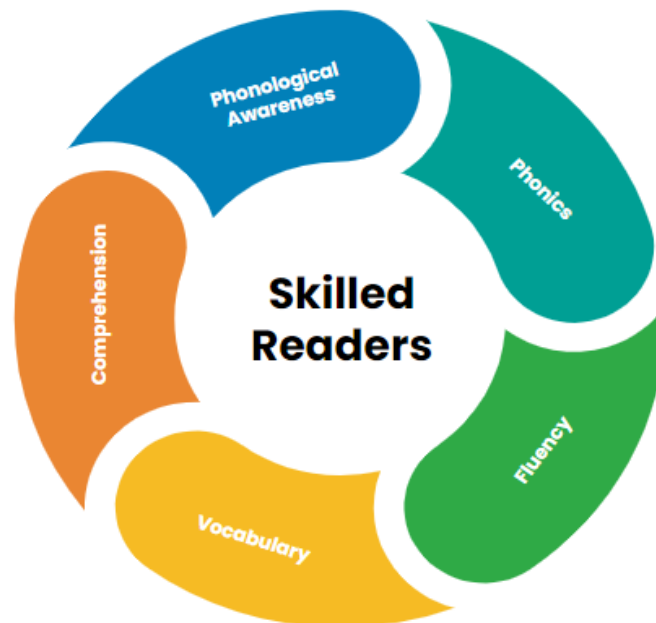 Phonological
Awareness
Phonics
Skilled
Readers
Comprehension
Fluency
Vocabulary